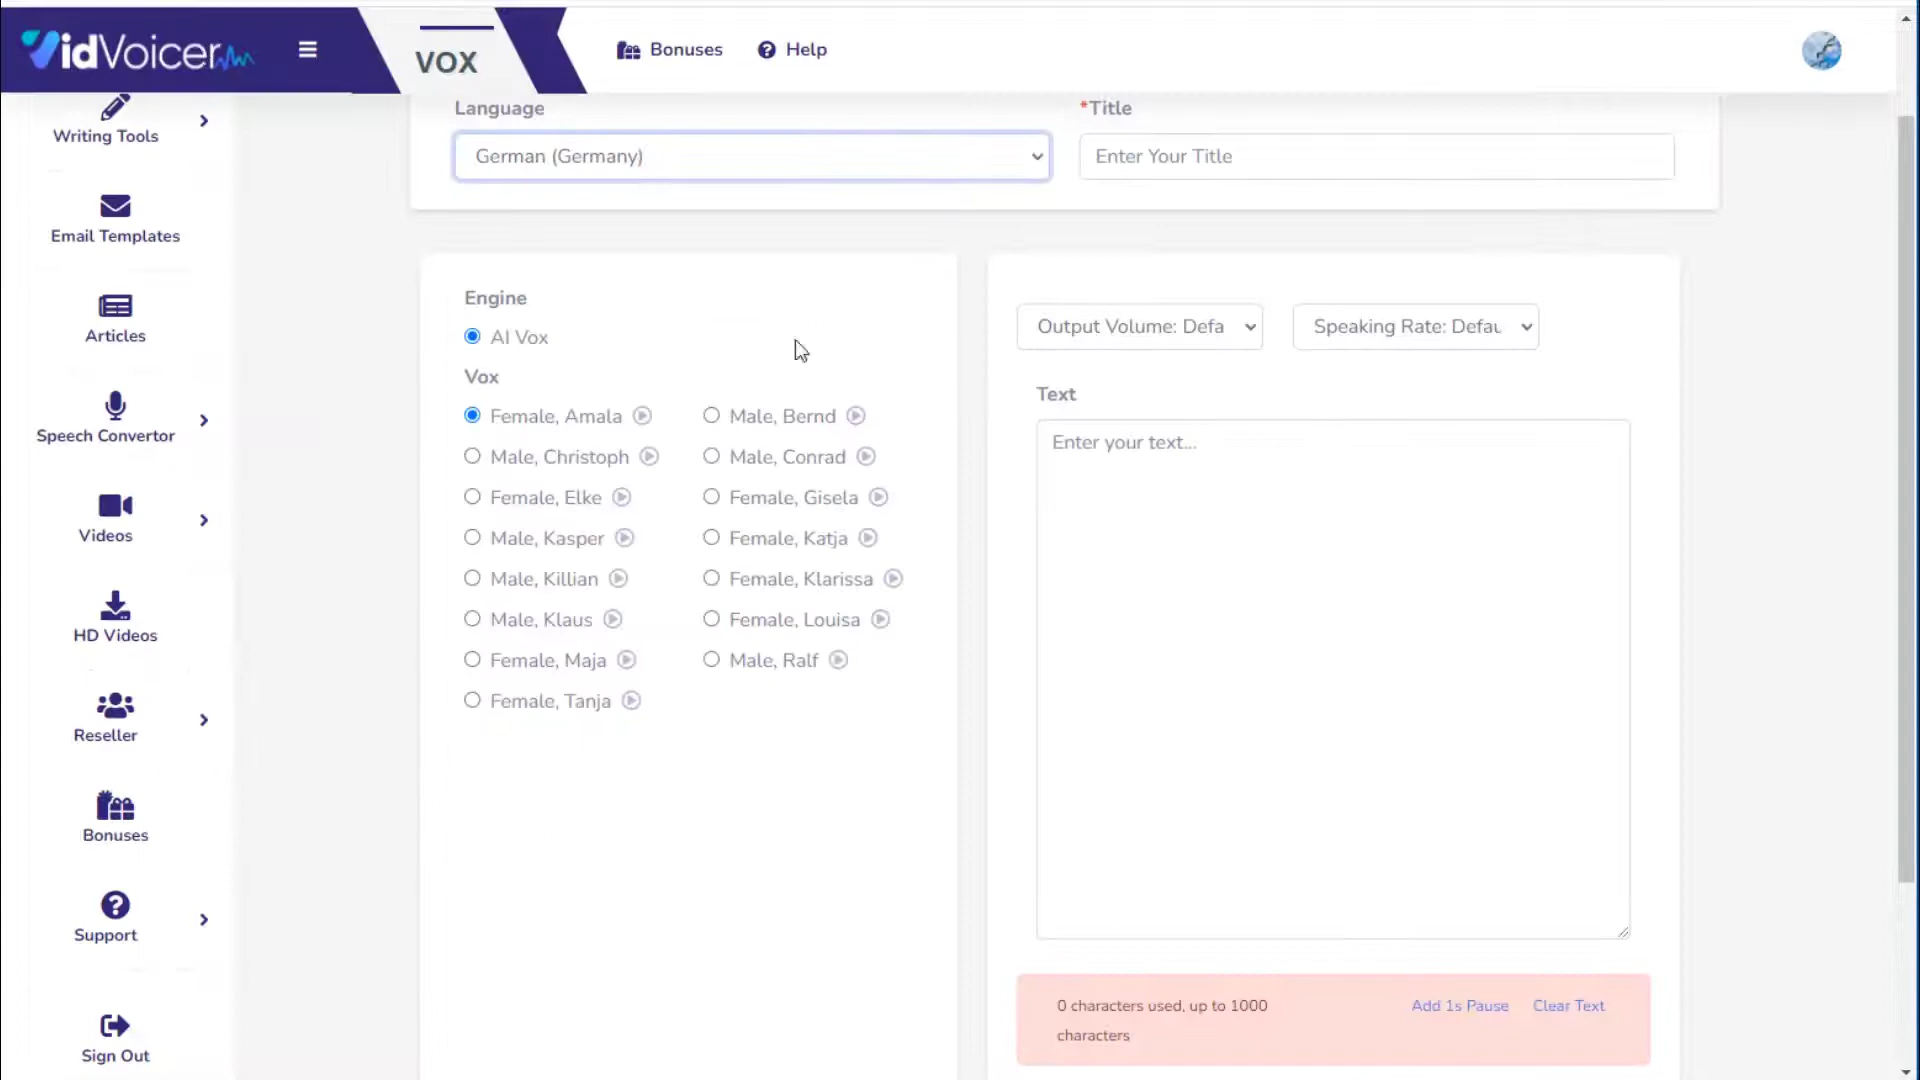 VidVoicer
VOX
Bonuses
Help
Writing Tools
Email Templates
Articles
Speech Convertor
Videos
HD Videos
Reseller
Bonuses
Support
Sign Out
Language
German (Germany)
*Title
Enter Your Title
Engine
AI Vox
Vox
Female, Amala
Male, Bernd
Male, Christoph
Male, Conrad
Female, Elke
Female, Gisela
Male, Kasper
Female, Katja
Male, Killian
Female, Klarissa
Male, Klaus
Female, Louisa
Female, Maja
Male, Ralf
Female, Tanja
Output Volume: Defa
Speaking Rate: Defau
Text
Enter your text...
0 characters used, up to 1000
characters
Add 1s Pause
Clear Text